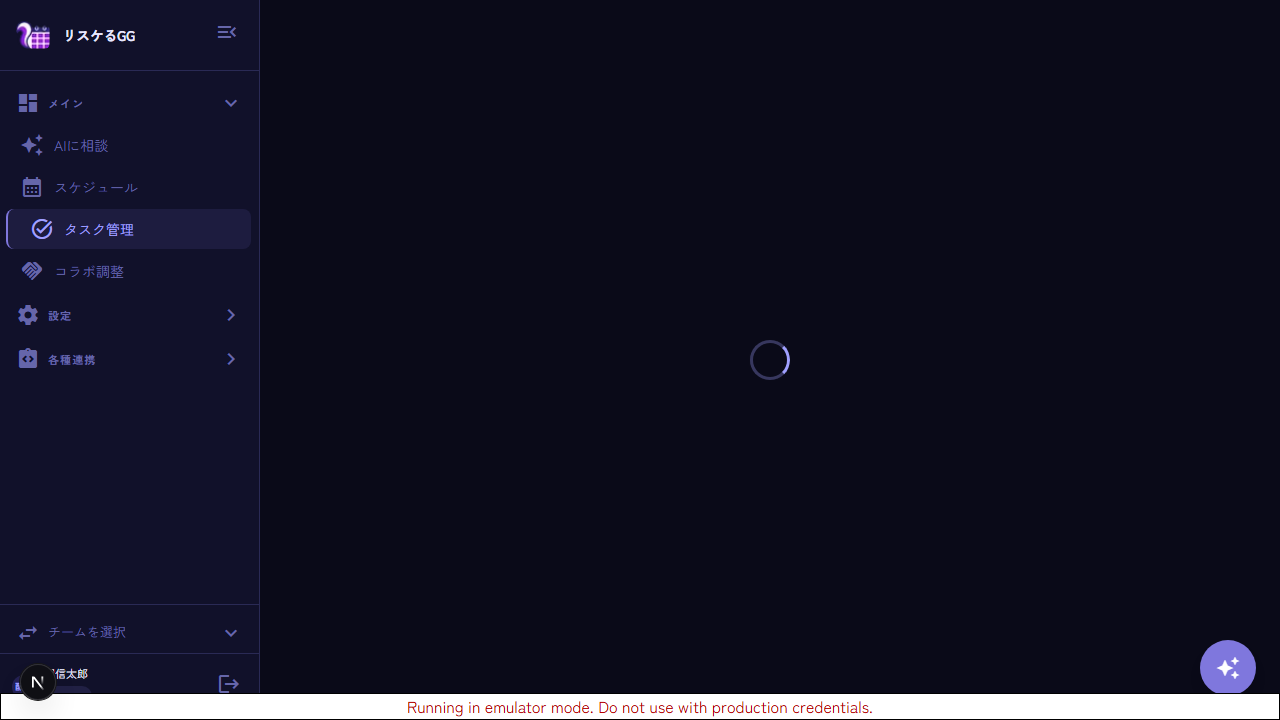 リスケるGG
メイン
AIに相談
スケジュール
タスク管理
コラボ調整
設定
各種連携
チームを選択
信太郎
N
Running in emulator mode. Do not use with production credentials.